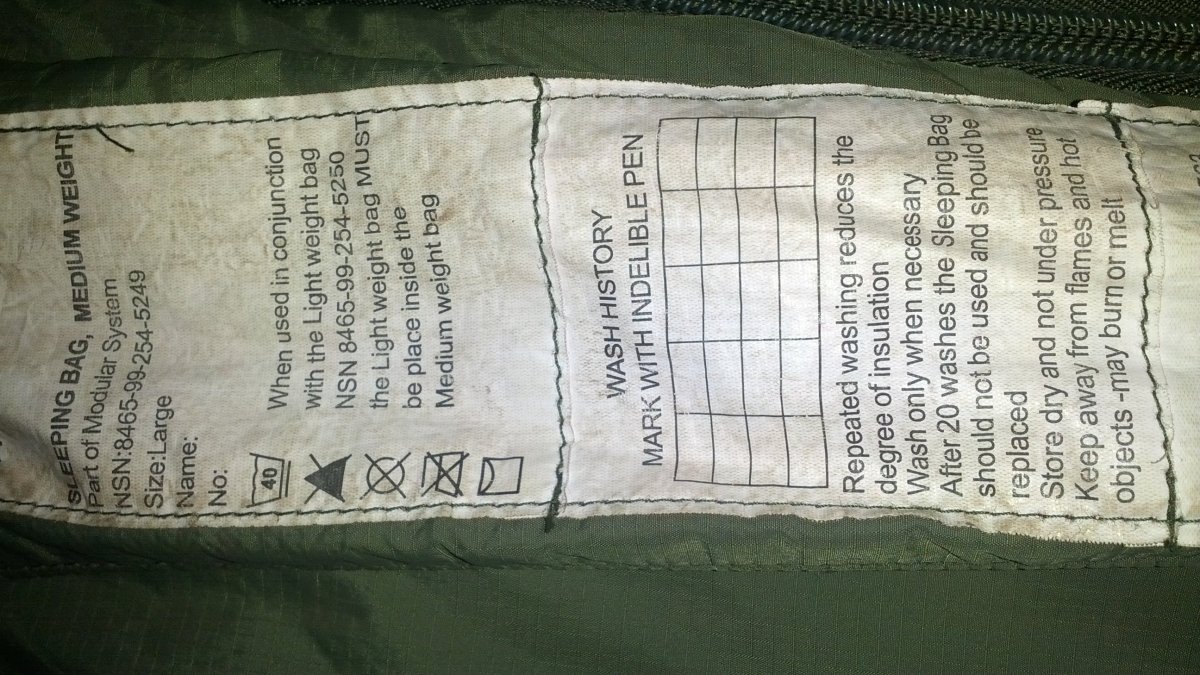 SLEEPING BAG, MEDIUM WEIGHT
Part of Modular System
NSN:8465-99-254-5249
Size:Large
Name:
No:
40
When used in conjunction
with the Light weight bag
NSN 8465-99-254-5250
the Light weight bag MUST
be place inside the
Medium weight bag
WASH HISTORY
MARK WITH INDELIBLE PEN
Repeated washing reduces the
degree of insulation
Wash only when necessary
After 20 washes the Sleeping Bag
should not be used and should be
replaced
Store dry and not under pressure
Keep away from flames and hot
objects -may burn or melt